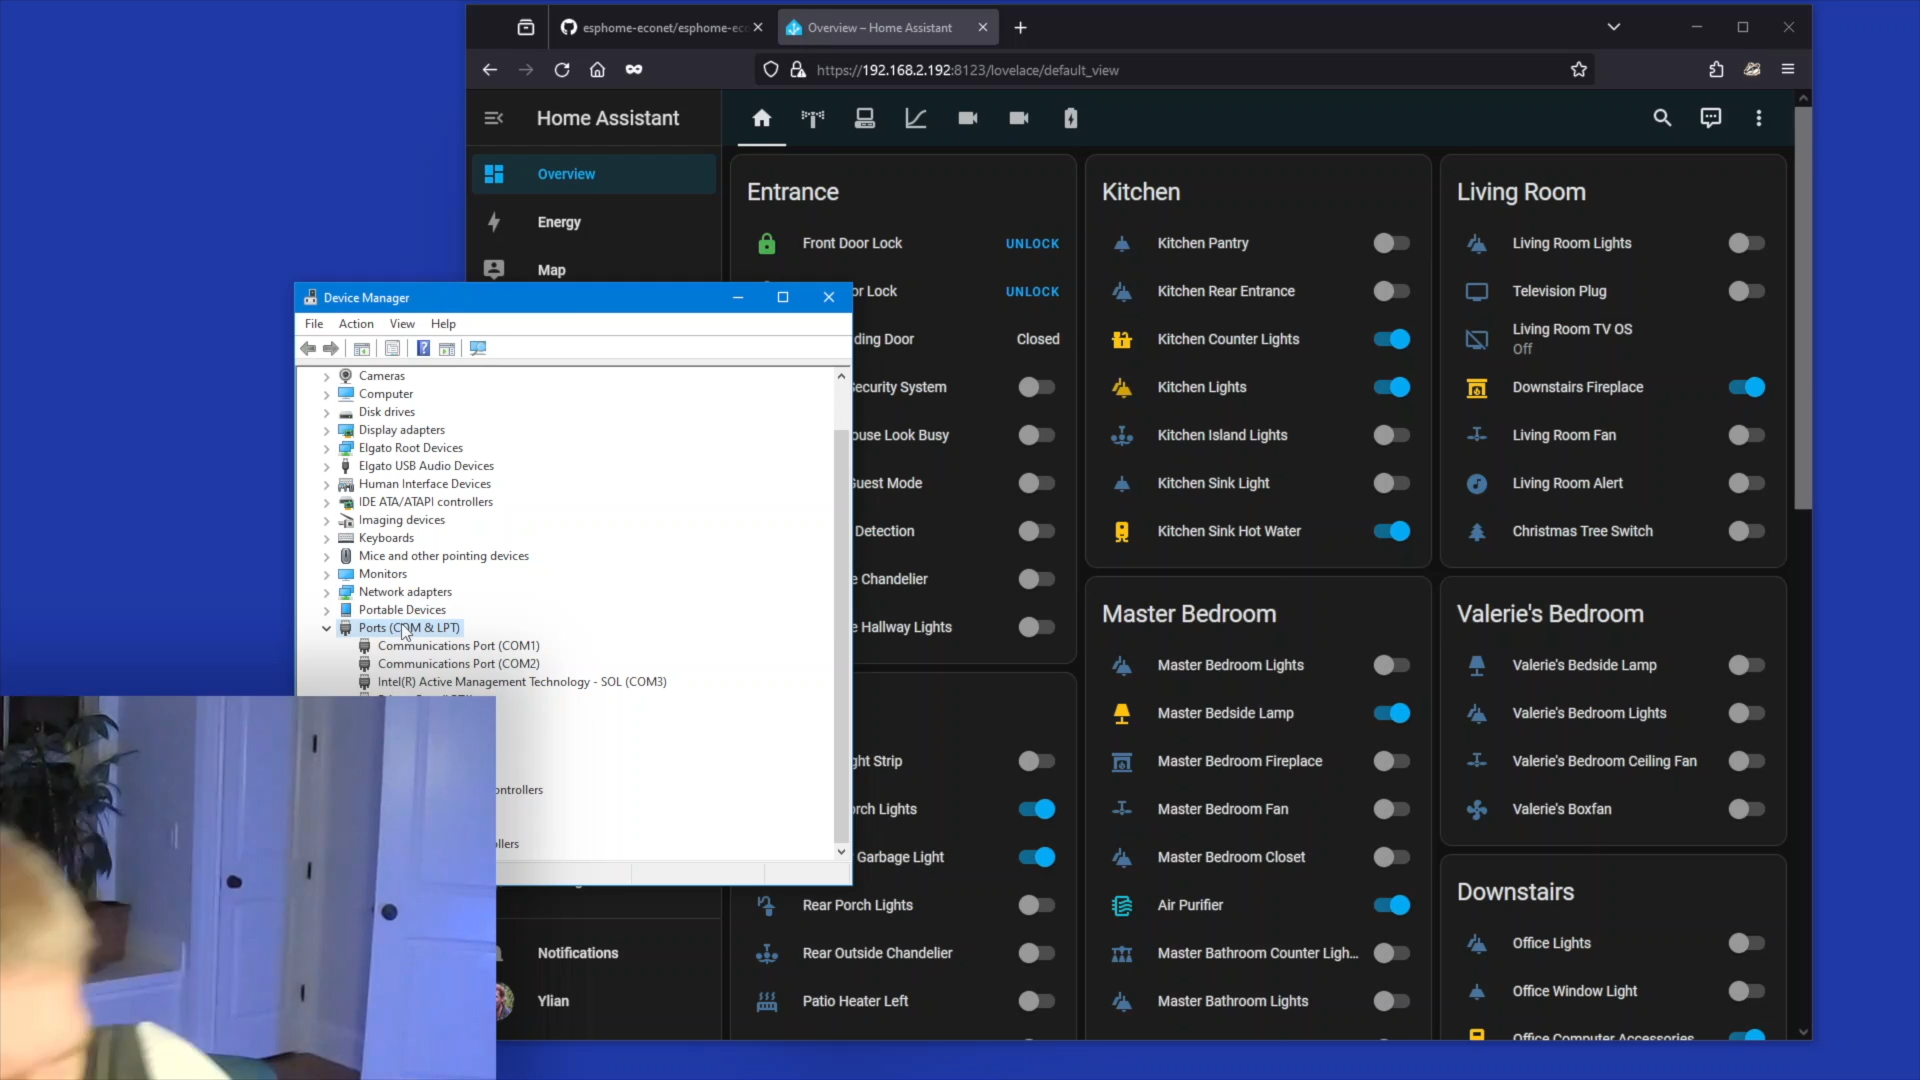 esphome-econet/esphome-ec
Overview – Home Assistant
https://192.168.2.192:8123/lovelace/default_view
Home Assistant
Overview
Energy
Map
Entrance
Front Door Lock
UNLOCK
or Lock
UNLOCK
ding Door
Closed
ecurity System
ouse Look Busy
uest Mode
Detection
e Chandelier
e Hallway Lights
Kitchen
Kitchen Pantry
Kitchen Rear Entrance
Kitchen Counter Lights
Kitchen Lights
Kitchen Island Lights
Kitchen Sink Light
Kitchen Sink Hot Water
Living Room
Living Room Lights
Television Plug
Living Room TV OS
Off
Downstairs Fireplace
Living Room Fan
Living Room Alert
Christmas Tree Switch
Device Manager
File Action View Help
Cameras
Computer
Disk drives
Display adapters
Elgato Root Devices
Elgato USB Audio Devices
Human Interface Devices
IDE ATA/ATAPI controllers
Imaging devices
Keyboards
Mice and other pointing devices
Monitors
Network adapters
Portable Devices
Ports (COM & LPT)
Communications Port (COM1)
Communications Port (COM2)
Intel(R) Active Management Technology - SOL (COM3)
ontrollers
ollers
ght Strip
orch Lights
Garbage Light
Rear Porch Lights
Rear Outside Chandelier
Patio Heater Left
Master Bedroom
Master Bedroom Lights
Master Bedside Lamp
Master Bedroom Fireplace
Master Bedroom Fan
Master Bedroom Closet
Air Purifier
Master Bathroom Counter Ligh...
Master Bathroom Lights
Valerie's Bedroom
Valerie's Bedside Lamp
Valerie's Bedroom Lights
Valerie's Bedroom Ceiling Fan
Valerie's Boxfan
Downstairs
Office Lights
Office Window Light
Office Computer Accessories
Notifications
Ylian